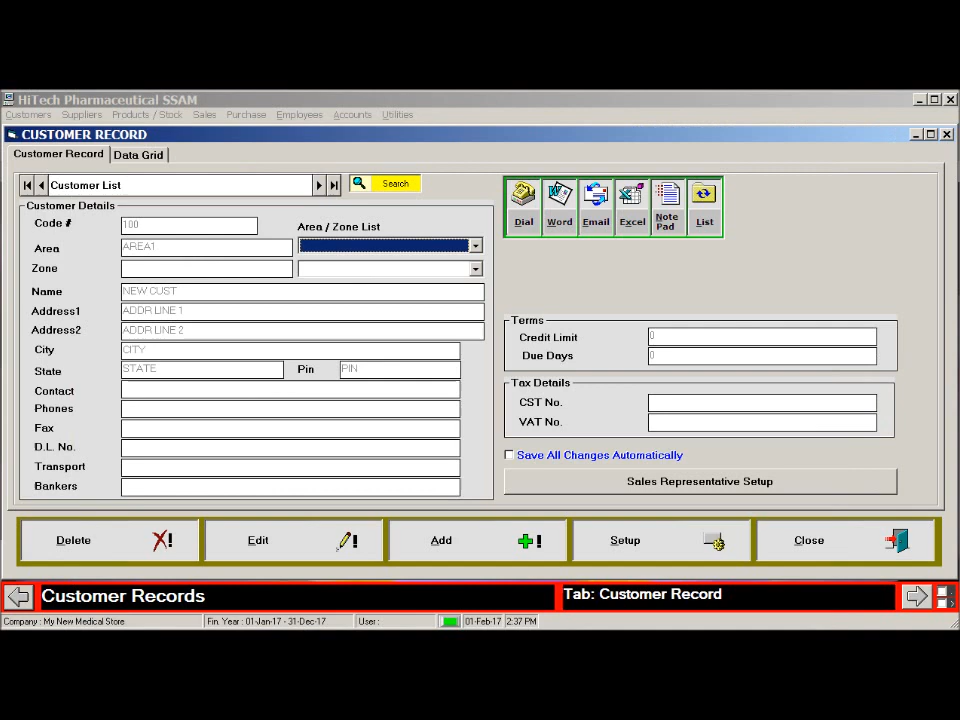 HiTech Pharmaceutical SSAM
Customers Suppliers Products / Stock Sales Purchase Employees Accounts Utilities
CUSTOMER RECORD
Customer Record Data Grid
Customer List Search
Dial Word Email Excel Note Pad List
Customer Details
Code # 100
Area / Zone List
Area AREA1
Zone
Name NEW CUST
Address1 ADDR LINE 1
Address2 ADDR LINE 2
City CITY
State STATE Pin PIN
Contact
Phones
Fax
D.L. No.
Transport
Bankers
Terms
Credit Limit 0
Due Days 0
Tax Details
CST No.
VAT No.
Save All Changes Automatically
Sales Representative Setup
Delete Edit Add Setup Close
Customer Records Tab: Customer Record
Company : My New Medical Store Fin. Year : 01-Jan-17 - 31-Dec-17 User : 01-Feb-17 2:37 PM